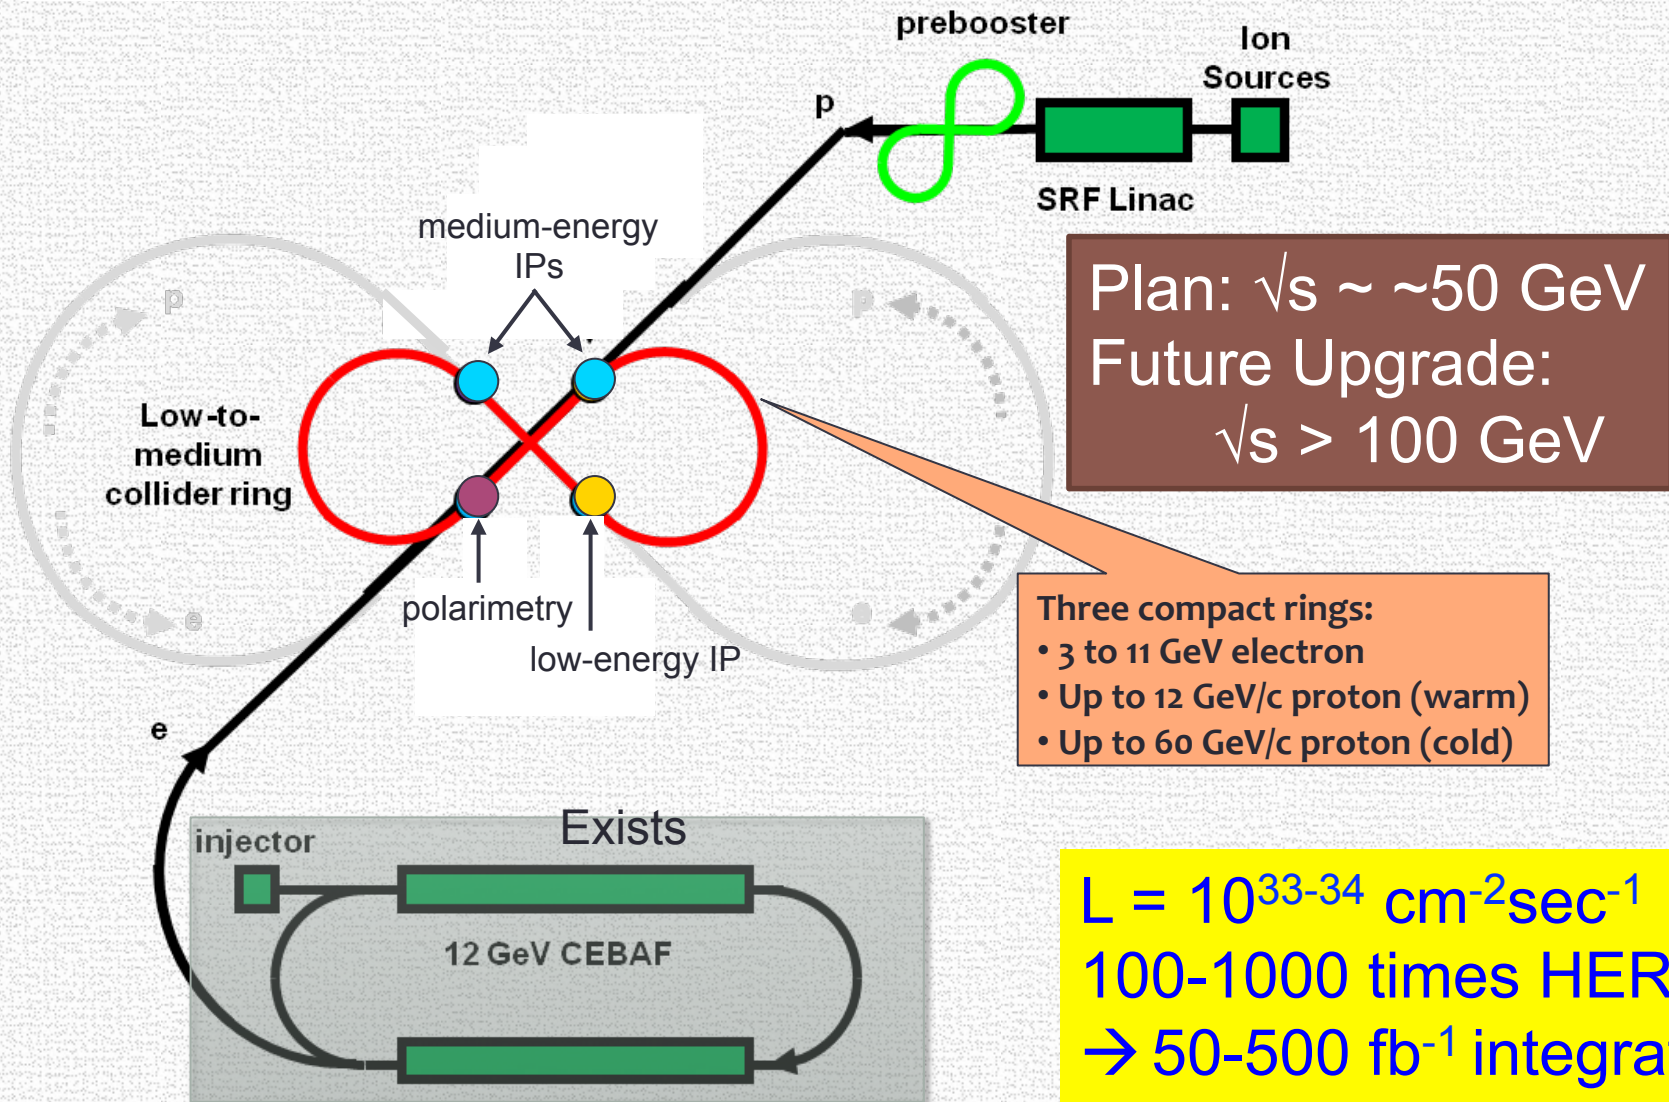 prebooster
Ion
Sources
p
SRF Linac
medium-energy
IPs
Plan: √s ~ ~50 GeV
Future Upgrade:
√s > 100 GeV
p
p
Low-to-
medium
collider ring
polarimetry
low-energy IP
e
Three compact rings:
• 3 to 11 GeV electron
• Up to 12 GeV/c proton (warm)
• Up to 60 GeV/c proton (cold)
e
Exists
injector
12 GeV CEBAF
L = 10³³⁻³⁴ cm⁻²sec⁻¹
100-1000 times HER
→ 50-500 fb⁻¹ integrat